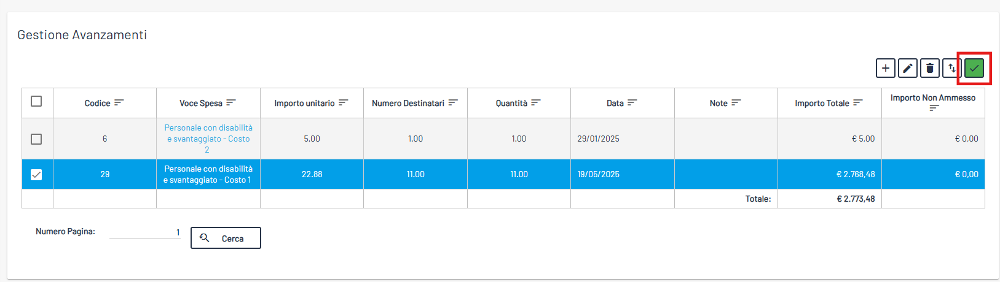 Gestione Avanzamenti
Codice Voce Spesa Importo unitario Numero Destinatari Quantità Data Note Importo Totale Importo Non Ammesso
6 Personale con disabilità e svantaggiato - Costo 2 5.00 1.00 1.00 29/01/2025 € 5,00 € 0,00
29 Personale con disabilità e svantaggiato - Costo 1 22.88 11.00 11.00 19/05/2025 € 2.768,48 € 0,00
Totale: € 2.773,48
Numero Pagina: 1 Cerca